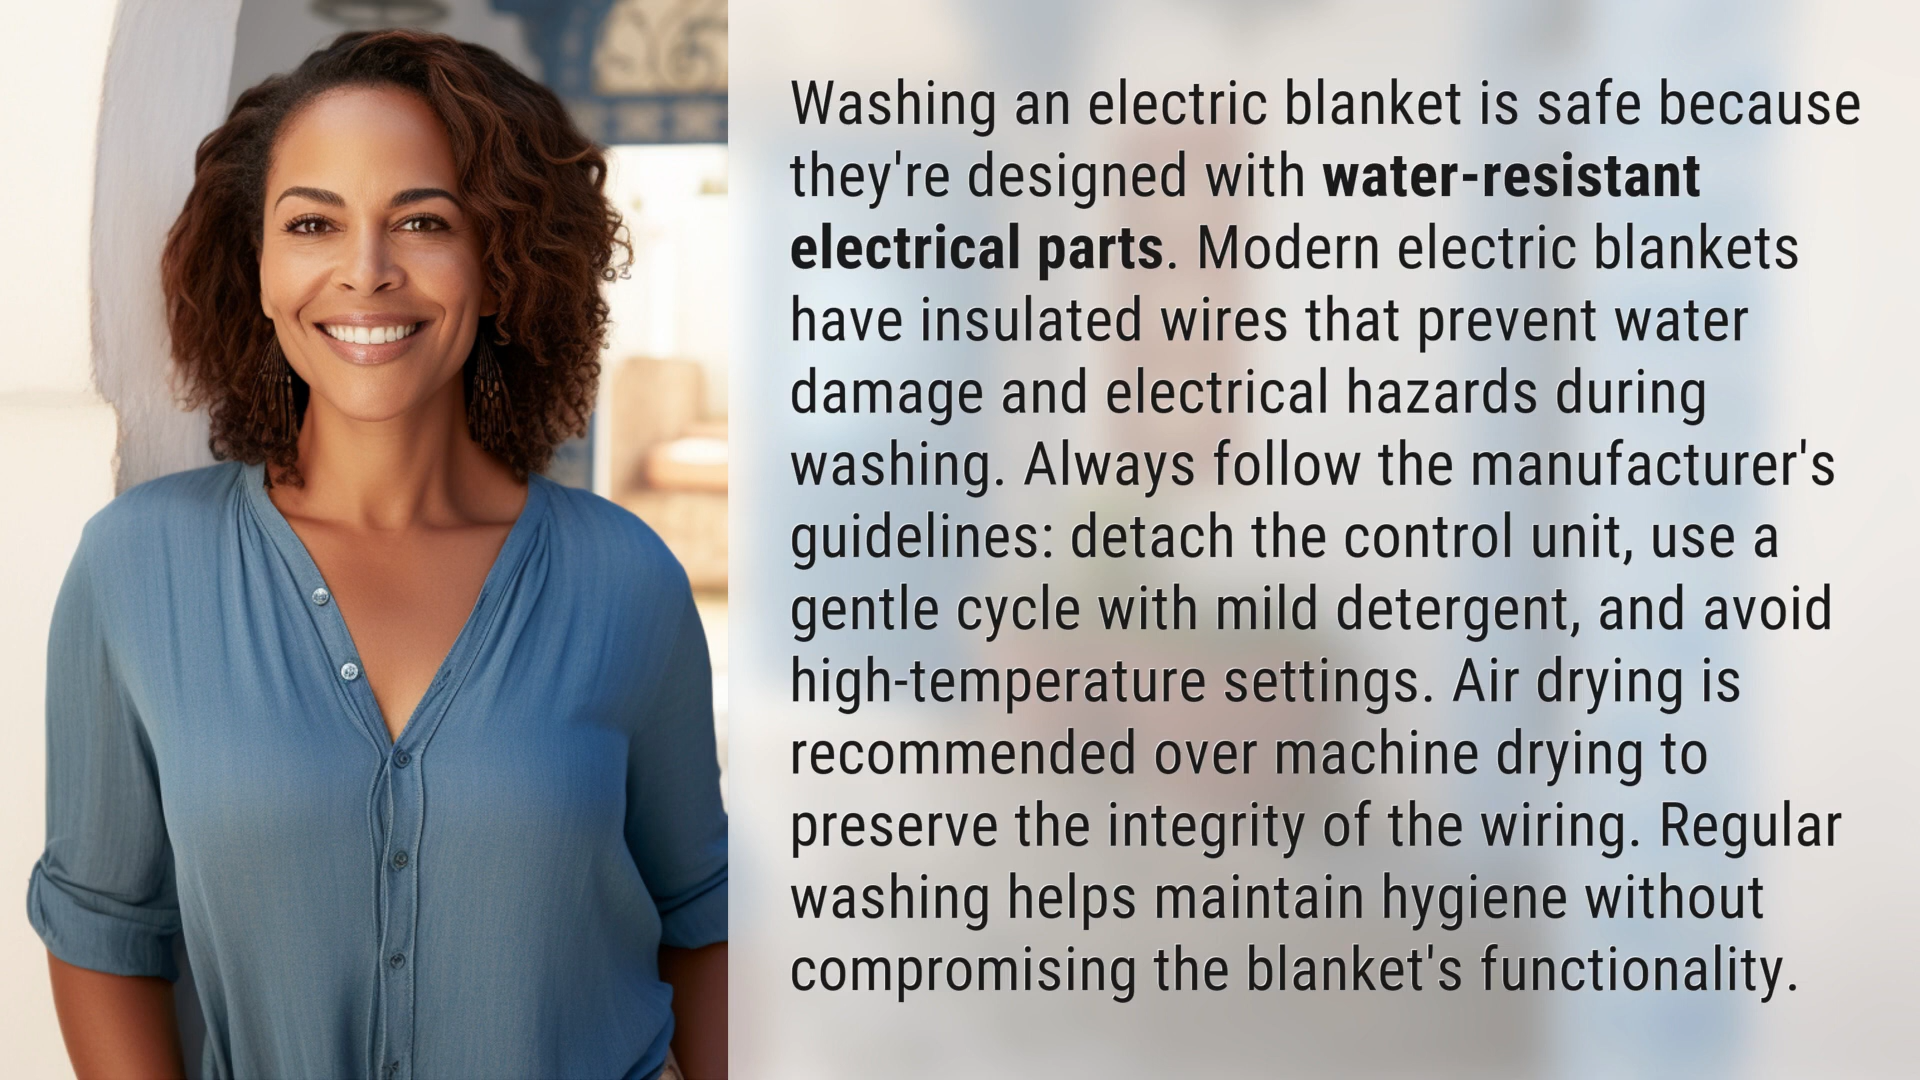 Washing an electric blanket is safe because
they're designed with water-resistant
electrical parts. Modern electric blankets
have insulated wires that prevent water
damage and electrical hazards during
washing. Always follow the manufacturer's
guidelines: detach the control unit, use a
gentle cycle with mild detergent, and avoid
high-temperature settings. Air drying is
recommended over machine drying to
preserve the integrity of the wiring. Regular
washing helps maintain hygiene without
compromising the blanket's functionality.